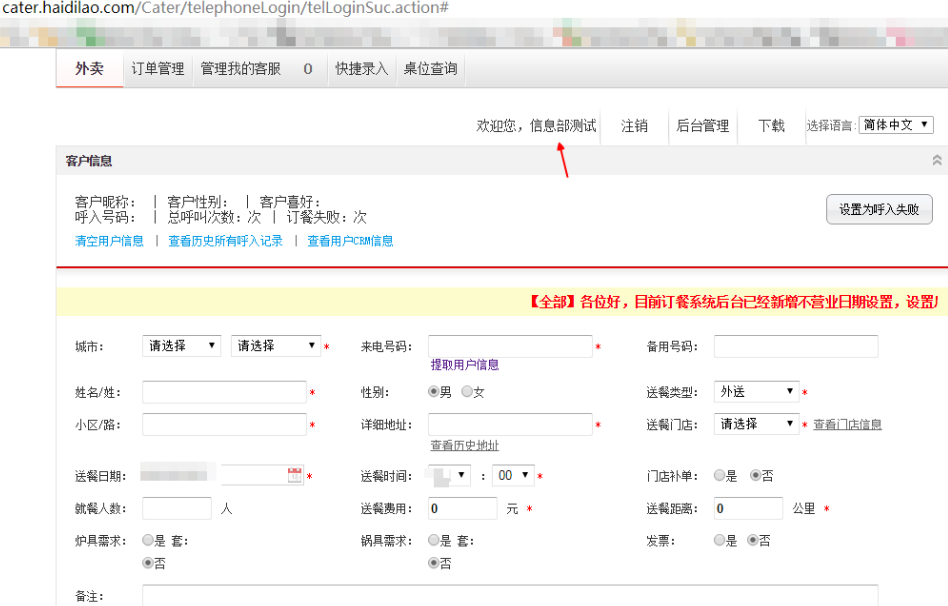 cater.haidilao.com/Cater/telephoneLogin/telLoginSuc.action#
外卖 订单管理 管理我的客服 0 快捷录入 桌位查询
欢迎您，信息部测试 注销 后台管理 下载 选择语言: 简体中文
客户信息
客户昵称： | 客户性别： | 客户喜好：
呼入号码： | 总呼叫次数：次 | 订餐失败：次
设置为呼入失败
清空用户信息 | 查看历史所有呼入记录 | 查看用户CRM信息
【全部】各位好，目前订餐系统后台已经新增不营业日期设置，设置
城市： 请选择 请选择 * 来电号码： * 备用号码：
提取用户信息
姓名/姓： * 性别： 男 女 送餐类型： 外送 *
小区/路： * 详细地址： * 送餐门店： 请选择 * 查看门店信息
查看历史地址
送餐日期： * 送餐时间： : 00 * 门店补单： 是 否
就餐人数： 人 送餐费用： 0 元 * 送餐距离： 0 公里 *
炉具需求： 是 套： 锅具需求： 是 套： 发票： 是 否
否 否
备注：